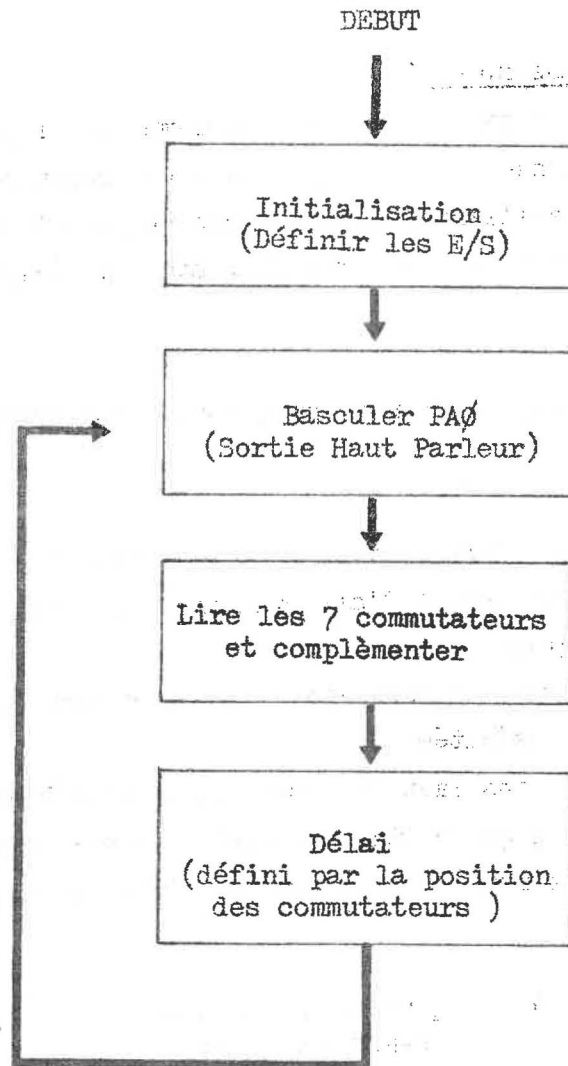 DEBUT
Initialisation
(Définir les E/S)
Basculer PAØ
(Sortie Haut Parleur)
Lire les 7 commutateurs
et complèmenter
Délai
(défini par la position
des commutateurs )